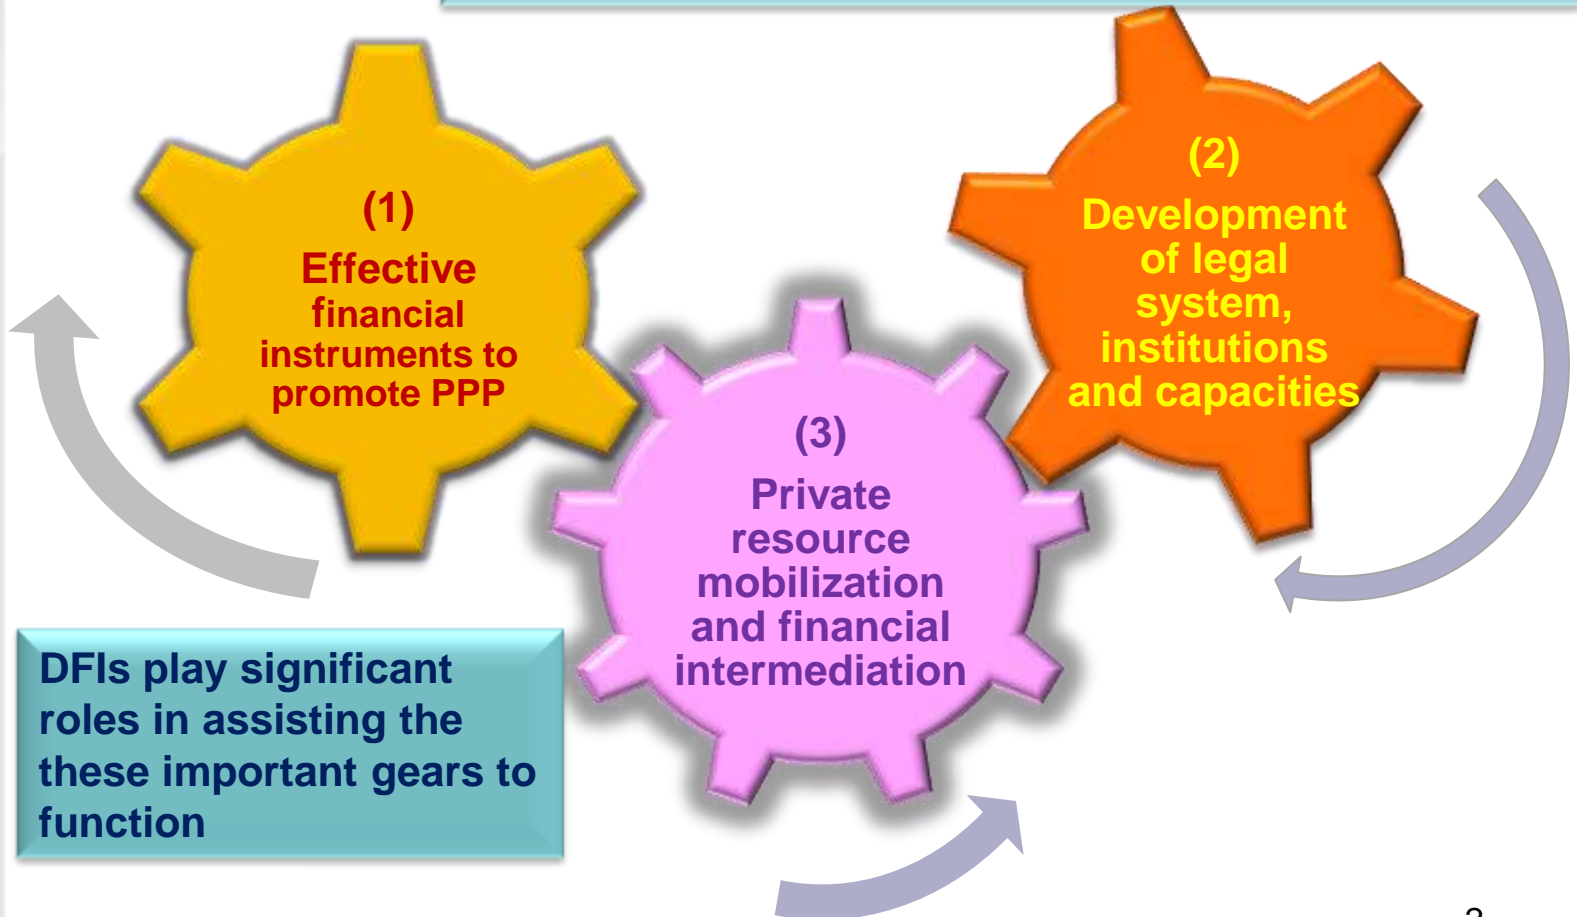 (1)
Effective
financial
instruments to
promote PPP
(2)
Development
of legal
system,
institutions
and capacities
(3)
Private
resource
mobilization
and financial
intermediation
DFIs play significant
roles in assisting the
these important gears to
function